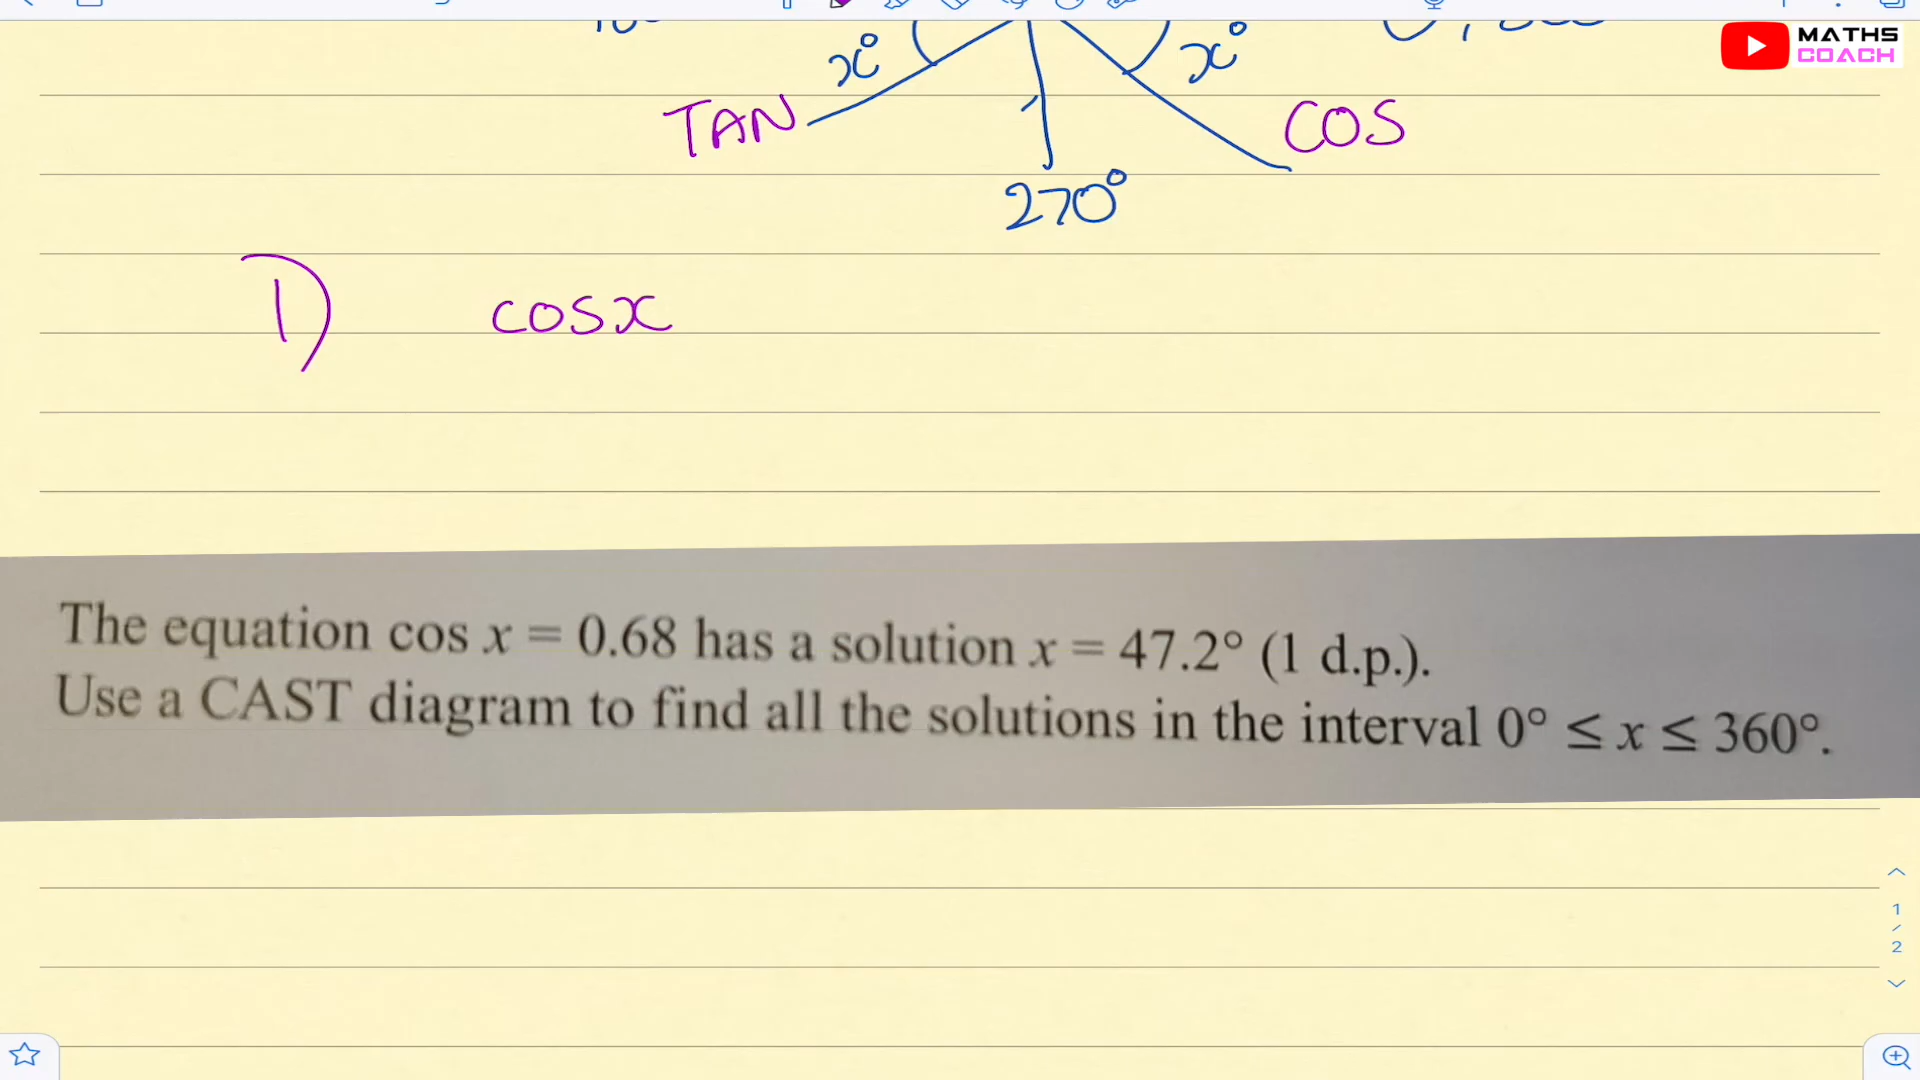 MATHS
COACH
x°
x°
TAN
COS
270°
1) cosx
The equation cos x = 0.68 has a solution x = 47.2° (1 d.p.).
Use a CAST diagram to find all the solutions in the interval 0° ≤ x ≤ 360°.
1
/
2